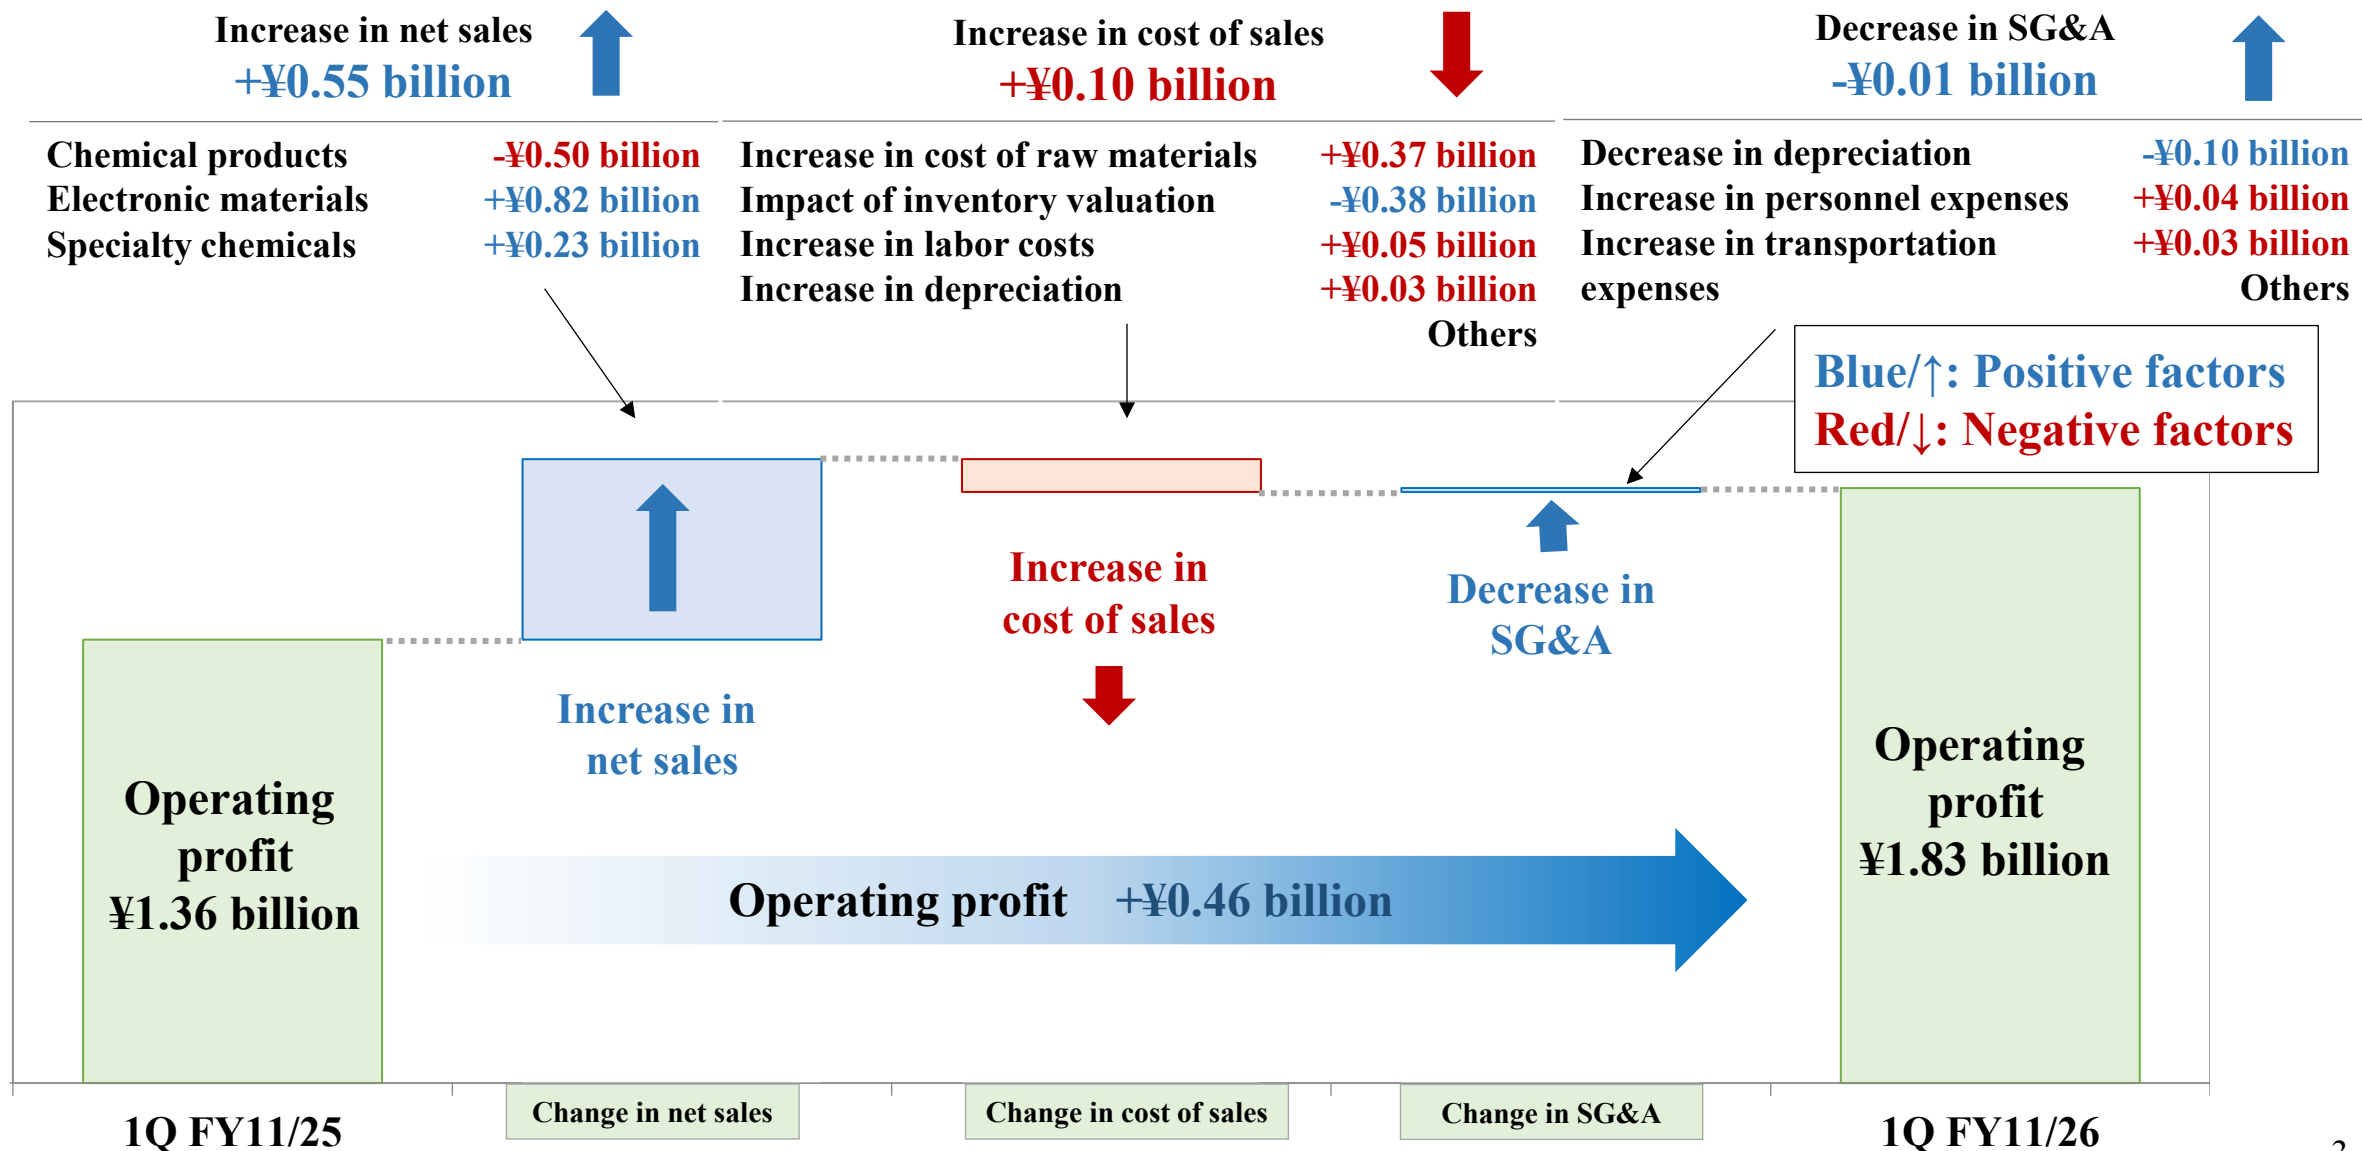 Increase in net sales
+¥0.55 billion
Chemical products -¥0.50 billion
Electronic materials +¥0.82 billion
Specialty chemicals +¥0.23 billion
Increase in cost of sales
+¥0.10 billion
Increase in cost of raw materials +¥0.37 billion
Impact of inventory valuation -¥0.38 billion
Increase in labor costs +¥0.05 billion
Increase in depreciation +¥0.03 billion
Others
Decrease in SG&A
-¥0.01 billion
Decrease in depreciation -¥0.10 billion
Increase in personnel expenses +¥0.04 billion
Increase in transportation +¥0.03 billion
expenses Others
Blue/↑: Positive factors
Red/↓: Negative factors
Operating
profit
¥1.36 billion
Increase in
net sales
Increase in
cost of sales
Decrease in
SG&A
Operating
profit
¥1.83 billion
Operating profit +¥0.46 billion
1Q FY11/25
Change in net sales
Change in cost of sales
Change in SG&A
1Q FY11/26